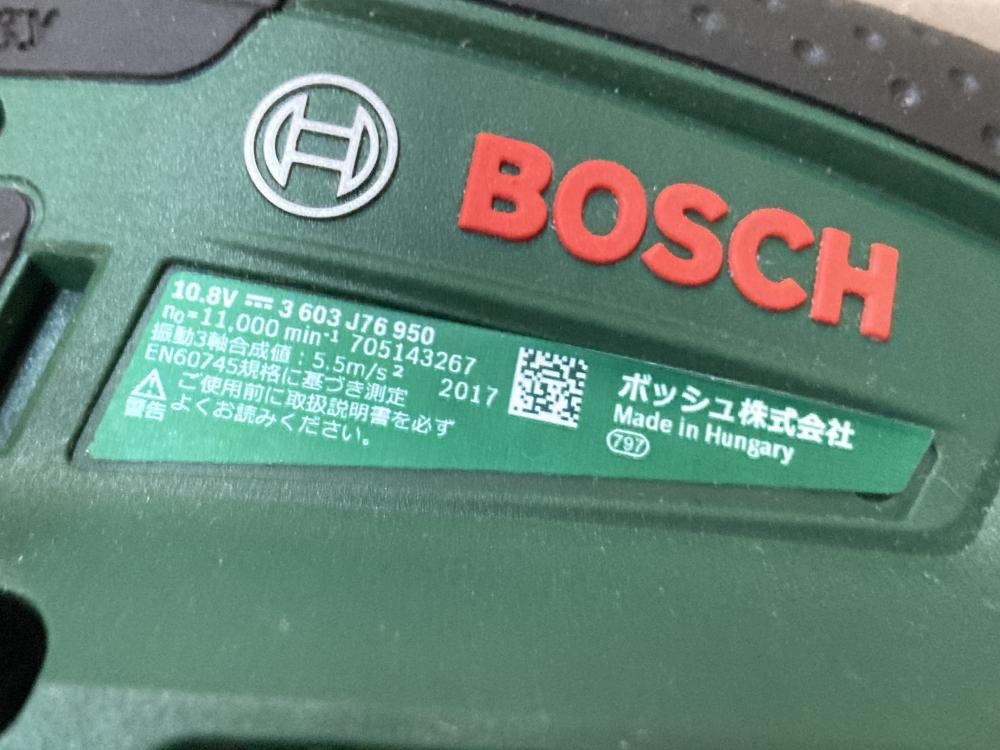 BOSCH
10.8V ⎓ 3 603 J76 950
n₀=11,000 min⁻¹ 705143267
振動3軸合成値：5.5m/s²
EN60745規格に基づき測定 2017
警告 ご使用前に取扱説明書を必ず
よくお読みください。
ボッシュ株式会社
Made in Hungary
797